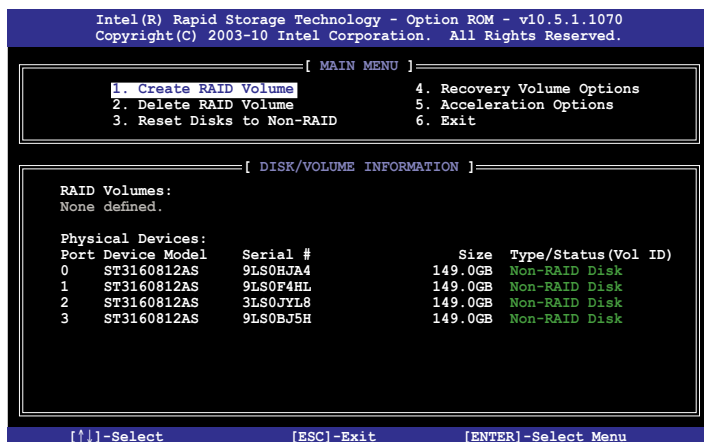 Intel(R) Rapid Storage Technology - Option ROM - v10.5.1.1070
Copyright(C) 2003-10 Intel Corporation. All Rights Reserved.
[ MAIN MENU ]
1. Create RAID Volume 4. Recovery Volume Options
2. Delete RAID Volume 5. Acceleration Options
3. Reset Disks to Non-RAID 6. Exit
[ DISK/VOLUME INFORMATION ]
RAID Volumes:
None defined.
Physical Devices:
Port Device Model Serial # Size Type/Status(Vol ID)
0 ST3160812AS 9LS0HJA4 149.0GB Non-RAID Disk
1 ST3160812AS 9LS0F4HL 149.0GB Non-RAID Disk
2 ST3160812AS 3LS0JYL8 149.0GB Non-RAID Disk
3 ST3160812AS 9LS0BJ5H 149.0GB Non-RAID Disk
[↑↓]-Select [ESC]-Exit [ENTER]-Select Menu